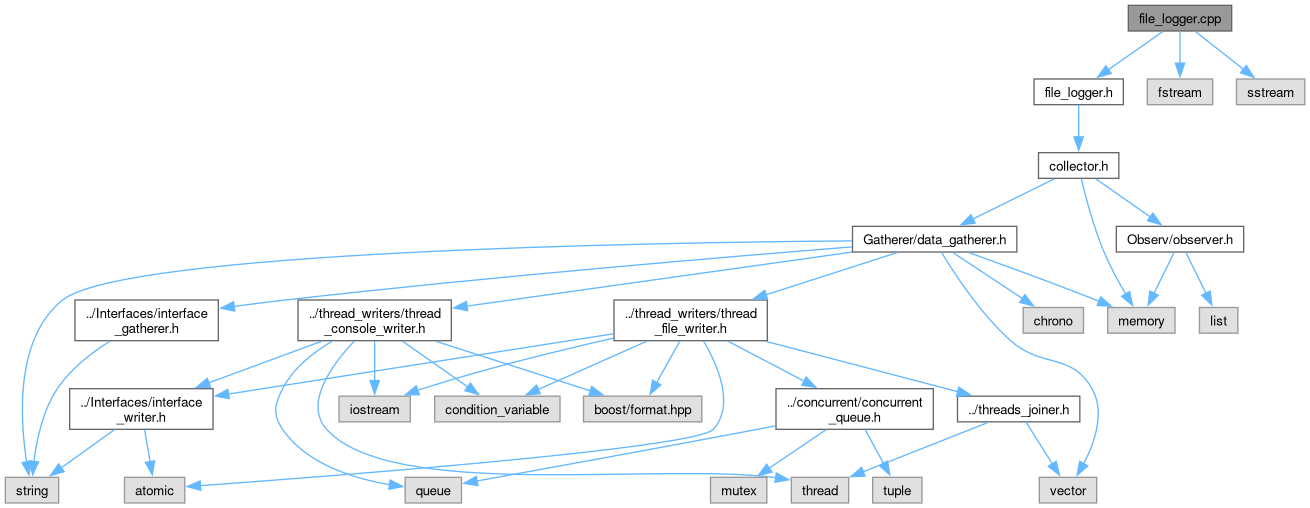 file_logger.cpp
file_logger.h
fstream
sstream
collector.h
Gatherer/data_gatherer.h
Observ/observer.h
../Interfaces/interface
_gatherer.h
../thread_writers/thread
_console_writer.h
../thread_writers/thread
_file_writer.h
chrono
memory
list
../Interfaces/interface
_writer.h
iostream
condition_variable
boost/format.hpp
../concurrent/concurrent
_queue.h
../threads_joiner.h
string
atomic
queue
mutex
thread
tuple
vector